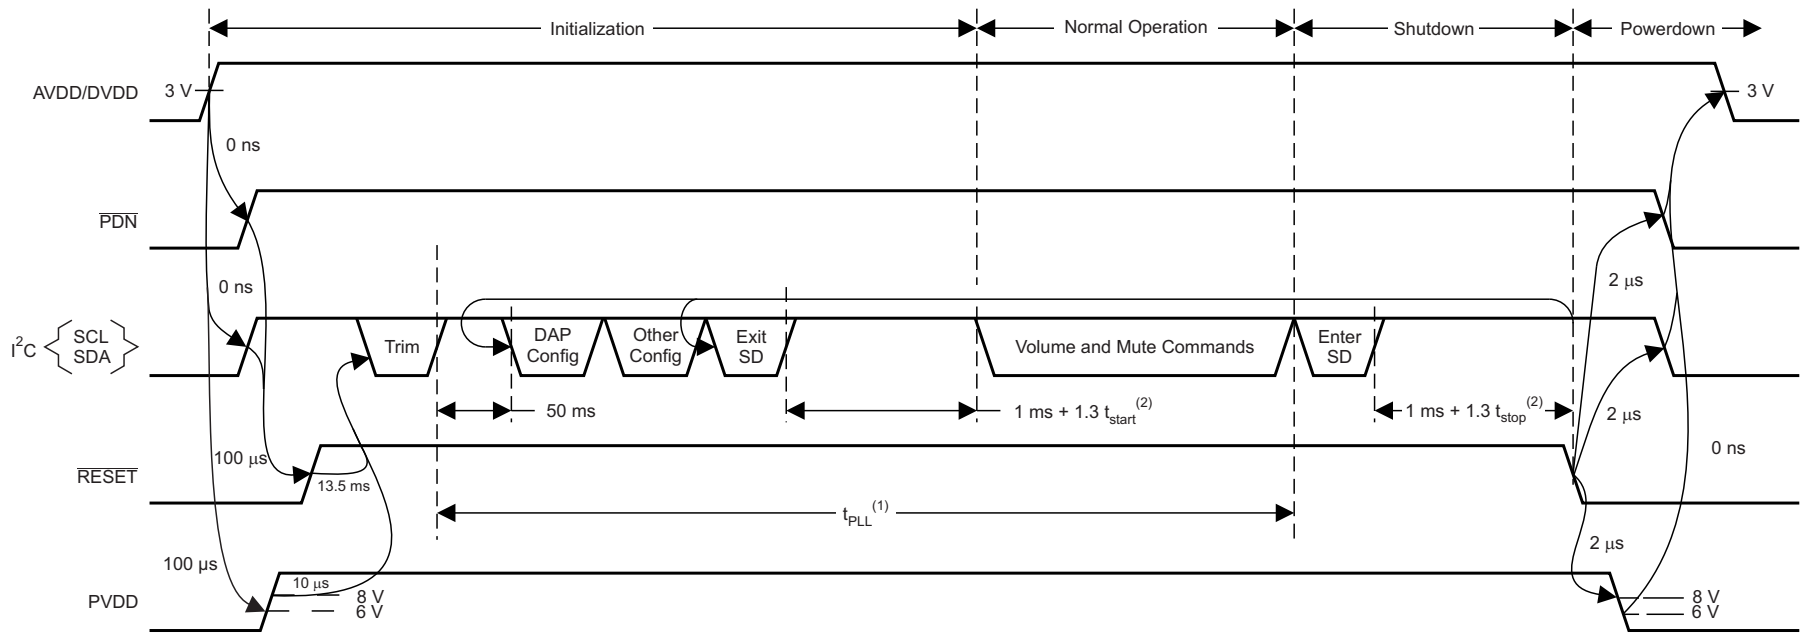 Initialization
Normal Operation
Shutdown
Powerdown
AVDD/DVDD
3 V
3 V
0 ns
PDN
0 ns
2 μs
I2C
SCL
SDA
Trim
DAP
Config
Other
Config
Exit
SD
Volume and Mute Commands
Enter
SD
50 ms
1 ms + 1.3 tstart(2)
1 ms + 1.3 tstop(2)
2 μs
100 μs
0 ns
RESET
13.5 ms
tPLL(1)
2 μs
100 μs
10 μs
PVDD
8 V
6 V
8 V
6 V